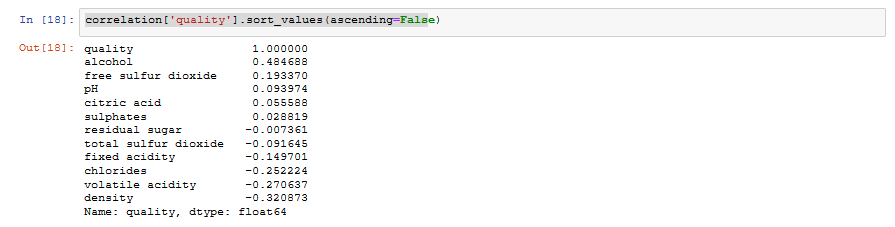 In [18]: correlation['quality'].sort_values(ascending=False)
Out[18]: quality 1.000000
alcohol 0.484688
free sulfur dioxide 0.193370
pH 0.093974
citric acid 0.055588
sulphates 0.028819
residual sugar -0.007361
total sulfur dioxide -0.091645
fixed acidity -0.149701
chlorides -0.252224
volatile acidity -0.270637
density -0.320873
Name: quality, dtype: float64